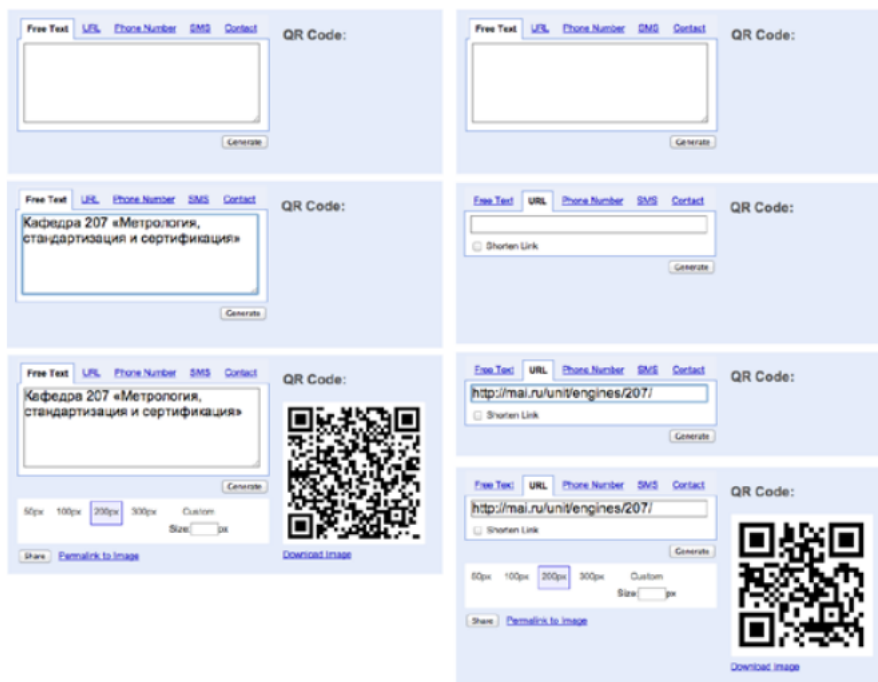 Free Text URL Phone Number SMS Contact
QR Code:
Generate
Free Text URL Phone Number SMS Contact
QR Code:
Кафедра 207 «Метрология,
стандартизация и сертификация»
Generate
Free Text URL Phone Number SMS Contact
QR Code:
Кафедра 207 «Метрология,
стандартизация и сертификация»
Generate
50px 100px 200px 300px Custom
Size: px
Share Permalink to Image
Download Image
Free Text URL Phone Number SMS Contact
QR Code:
Generate
Free Text URL Phone Number SMS Contact
QR Code:
Shorten Link
Generate
Free Text URL Phone Number SMS Contact
QR Code:
http://mai.ru/unit/engines/207/
Shorten Link
Generate
Free Text URL Phone Number SMS Contact
QR Code:
http://mai.ru/unit/engines/207/
Shorten Link
Generate
50px 100px 200px 300px Custom
Size: px
Share Permalink to Image
Download Image